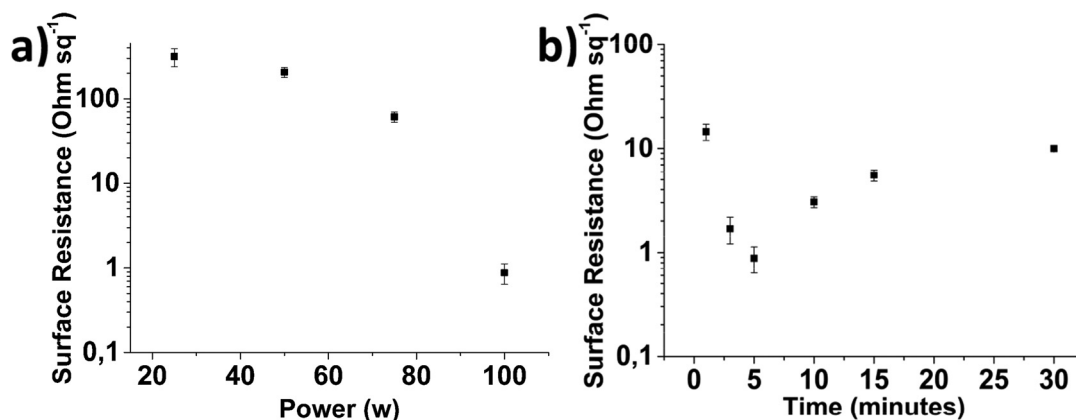 a)
Surface Resistance (Ohm sq⁻¹)
100
10
1
0,1
20 40 60 80 100
Power (w)
b)
Surface Resistance (Ohm sq⁻¹)
100
10
1
0,1
0 5 10 15 20 25 30
Time (minutes)